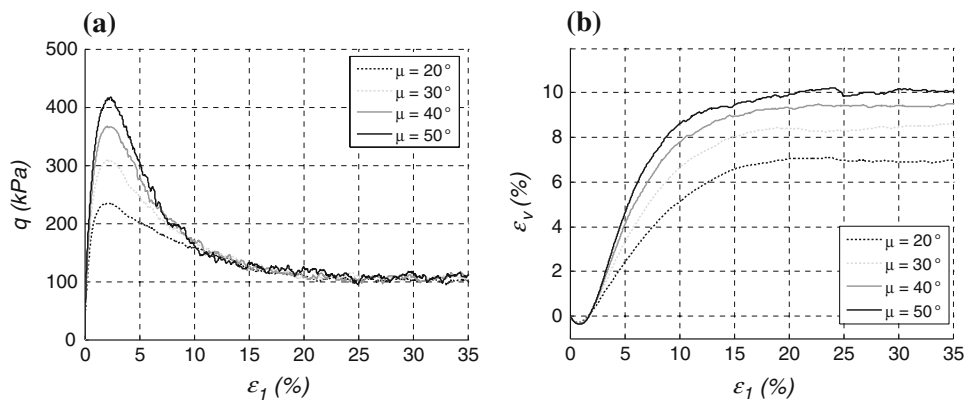 (a)
q (kPa)
500
400
300
200
100
0
0 5 10 15 20 25 30 35
ε1 (%)
μ = 20°
μ = 30°
μ = 40°
μ = 50°
(b)
εv (%)
10
8
6
4
2
0
0 5 10 15 20 25 30 35
ε1 (%)
μ = 20°
μ = 30°
μ = 40°
μ = 50°